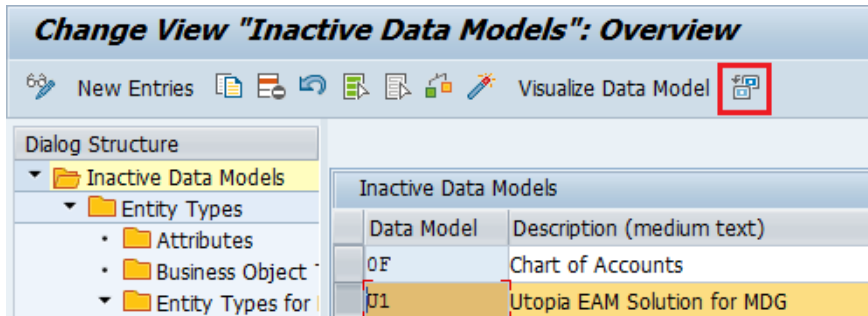 Change View "Inactive Data Models": Overview
New Entries Visualize Data Model
Dialog Structure
Inactive Data Models
Entity Types
Attributes
Business Object
Entity Types for
Inactive Data Models
Data Model Description (medium text)
0F Chart of Accounts
U1 Utopia EAM Solution for MDG